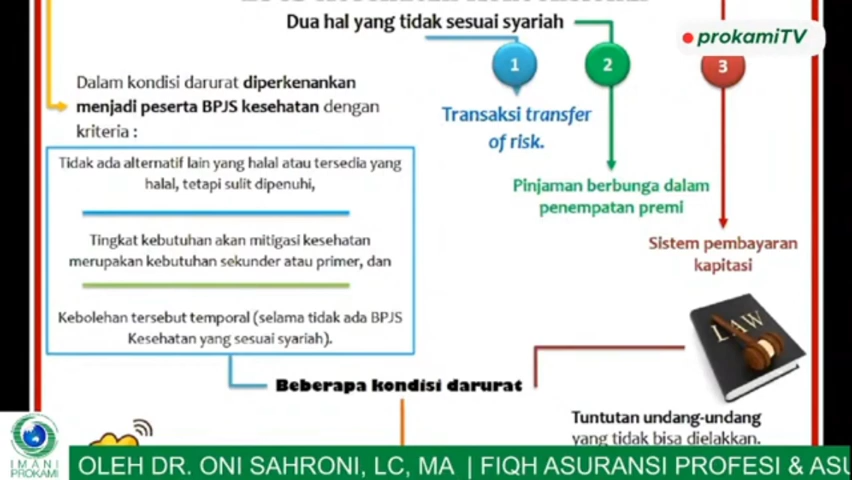 Dua hal yang tidak sesuai syariah
prokamiTV
1
2
3
Dalam kondisi darurat diperkenankan
menjadi peserta BPJS kesehatan dengan
kriteria :
Tidak ada alternatif lain yang halal atau tersedia yang
halal, tetapi sulit dipenuhi,
Tingkat kebutuhan akan mitigasi kesehatan
merupakan kebutuhan sekunder atau primer, dan
Kebolehan tersebut temporal (selama tidak ada BPJS
Kesehatan yang sesuai syariah).
Transaksi transfer
of risk.
Pinjaman berbunga dalam
penempatan premi
Sistem pembayaran
kapitasi
LAW
Beberapa kondisi darurat
Tuntutan undang-undang
yang tidak bisa dielakkan.
IMANI
PROKAMI
OLEH DR. ONI SAHRONI, LC, MA | FIQH ASURANSI PROFESI & ASU